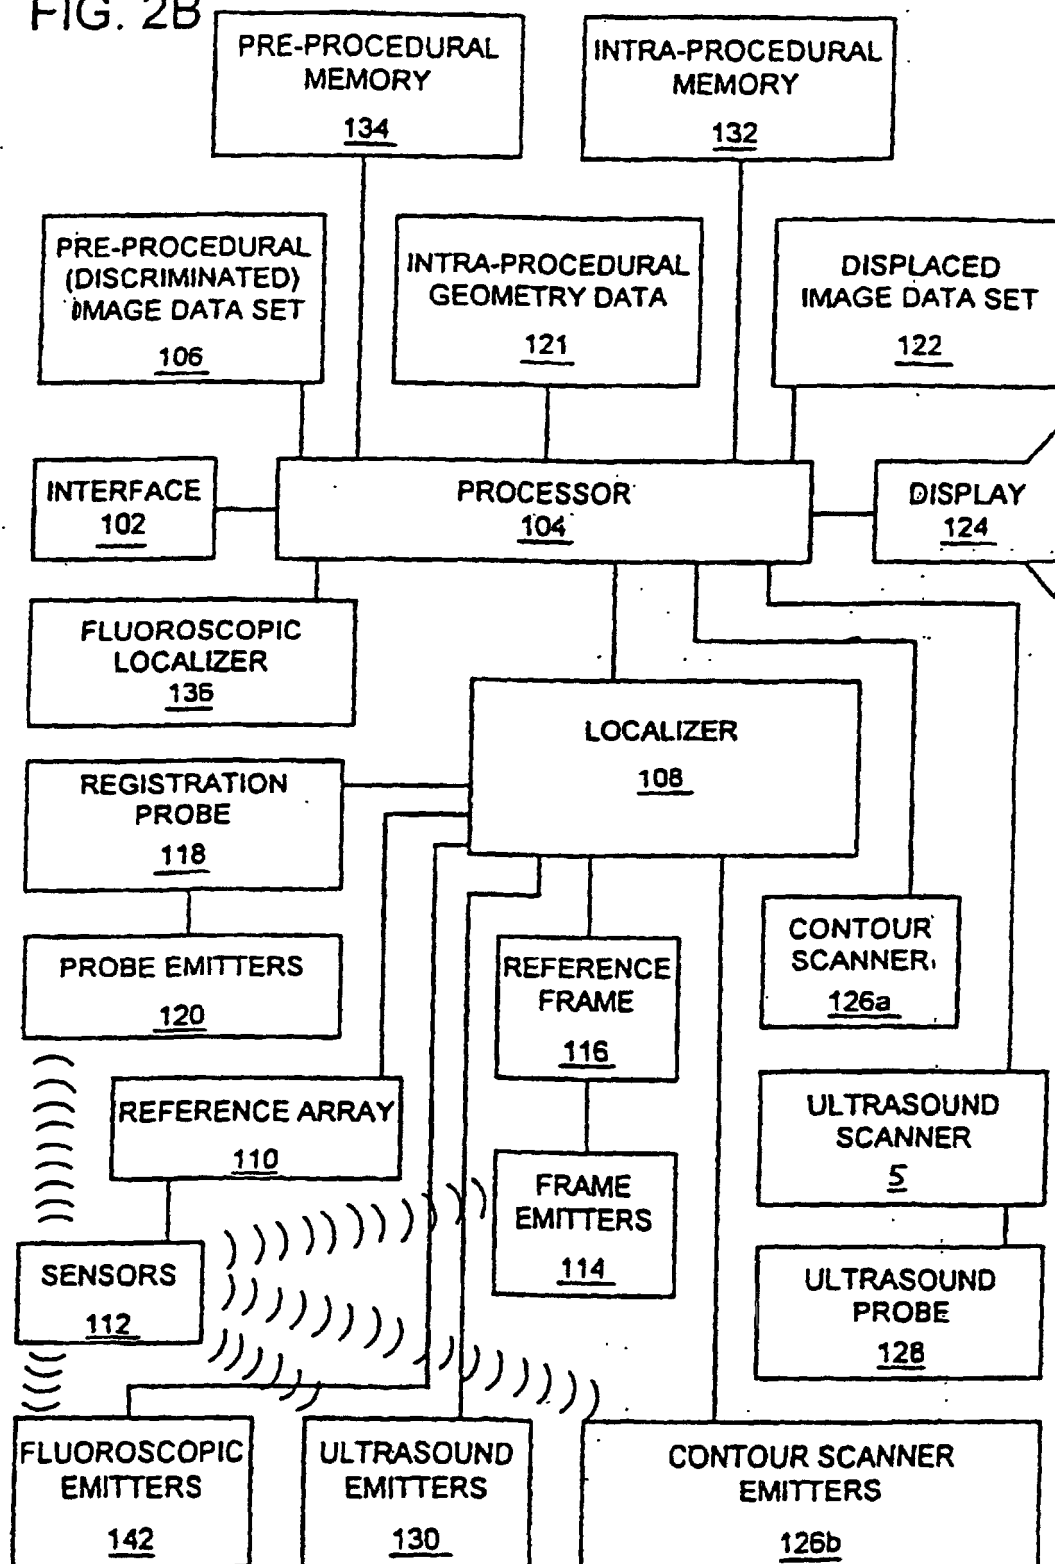 FIG. 2B
PRE-PROCEDURAL
MEMORY
134
INTRA-PROCEDURAL
MEMORY
132
PRE-PROCEDURAL
(DISCRIMINATED)
IMAGE DATA SET
106
INTRA-PROCEDURAL
GEOMETRY DATA
121
DISPLACED
IMAGE DATA SET
122
INTERFACE
102
PROCESSOR
104
DISPLAY
124
FLUOROSCOPIC
LOCALIZER
136
LOCALIZER
108
REGISTRATION
PROBE
118
PROBE EMITTERS
120
REFERENCE
FRAME
116
CONTOUR
SCANNER
126a
REFERENCE ARRAY
110
ULTRASOUND
SCANNER
5
FRAME
EMITTERS
114
SENSORS
112
ULTRASOUND
PROBE
128
FLUOROSCOPIC
EMITTERS
142
ULTRASOUND
EMITTERS
130
CONTOUR SCANNER
EMITTERS
126b